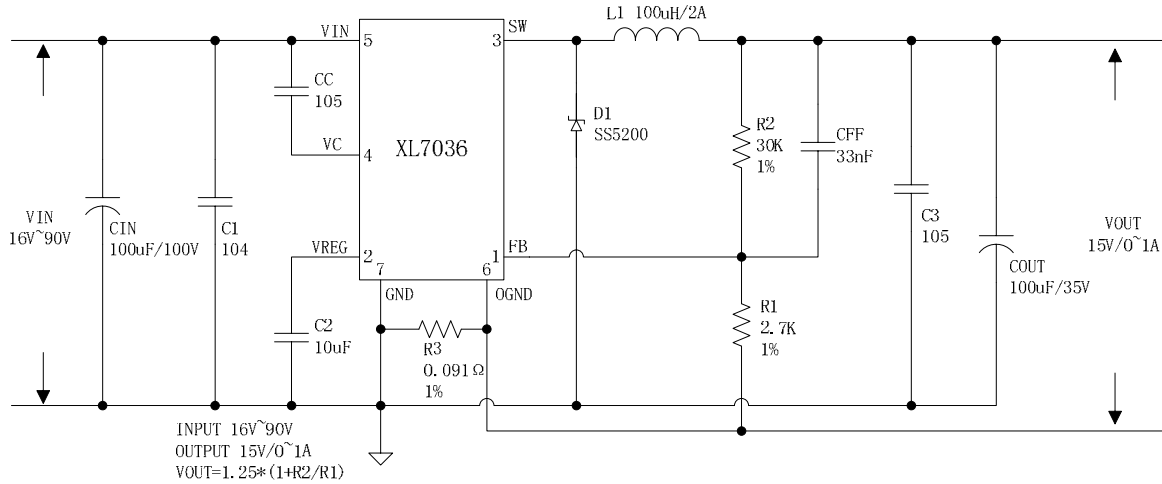 L1 100uH/2A
VIN
SW
5
3
CC
105
D1
SS5200
R2
30K
1%
CFF
33nF
VC
4
XL7036
VIN
16V~90V
CIN
100uF/100V
C1
104
C3
105
VOUT
15V/0~1A
VREG
2
7
6
1
FB
GND
OGND
COUT
100uF/35V
C2
10uF
R3
0.091Ω
1%
R1
2.7K
1%
INPUT 16V~90V
OUTPUT 15V/0~1A
VOUT=1.25*(1+R2/R1)